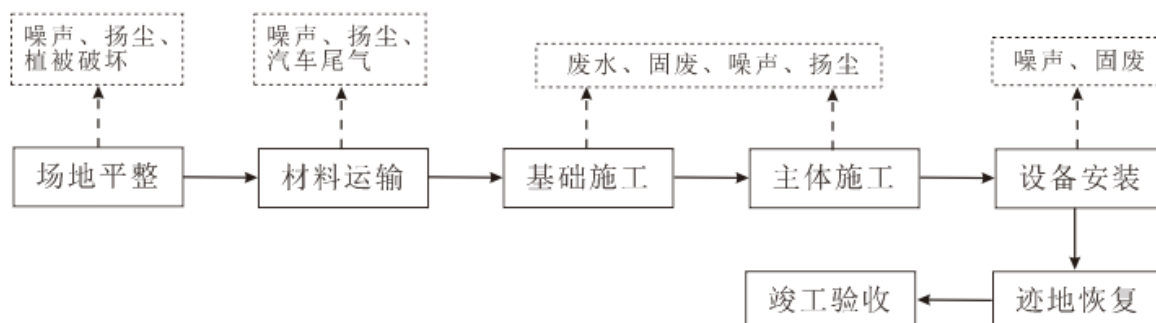 噪声、扬尘、
植被破坏
噪声、扬尘、
汽车尾气
废水、固废、噪声、扬尘
噪声、固废
场地平整
材料运输
基础施工
主体施工
设备安装
竣工验收
迹地恢复